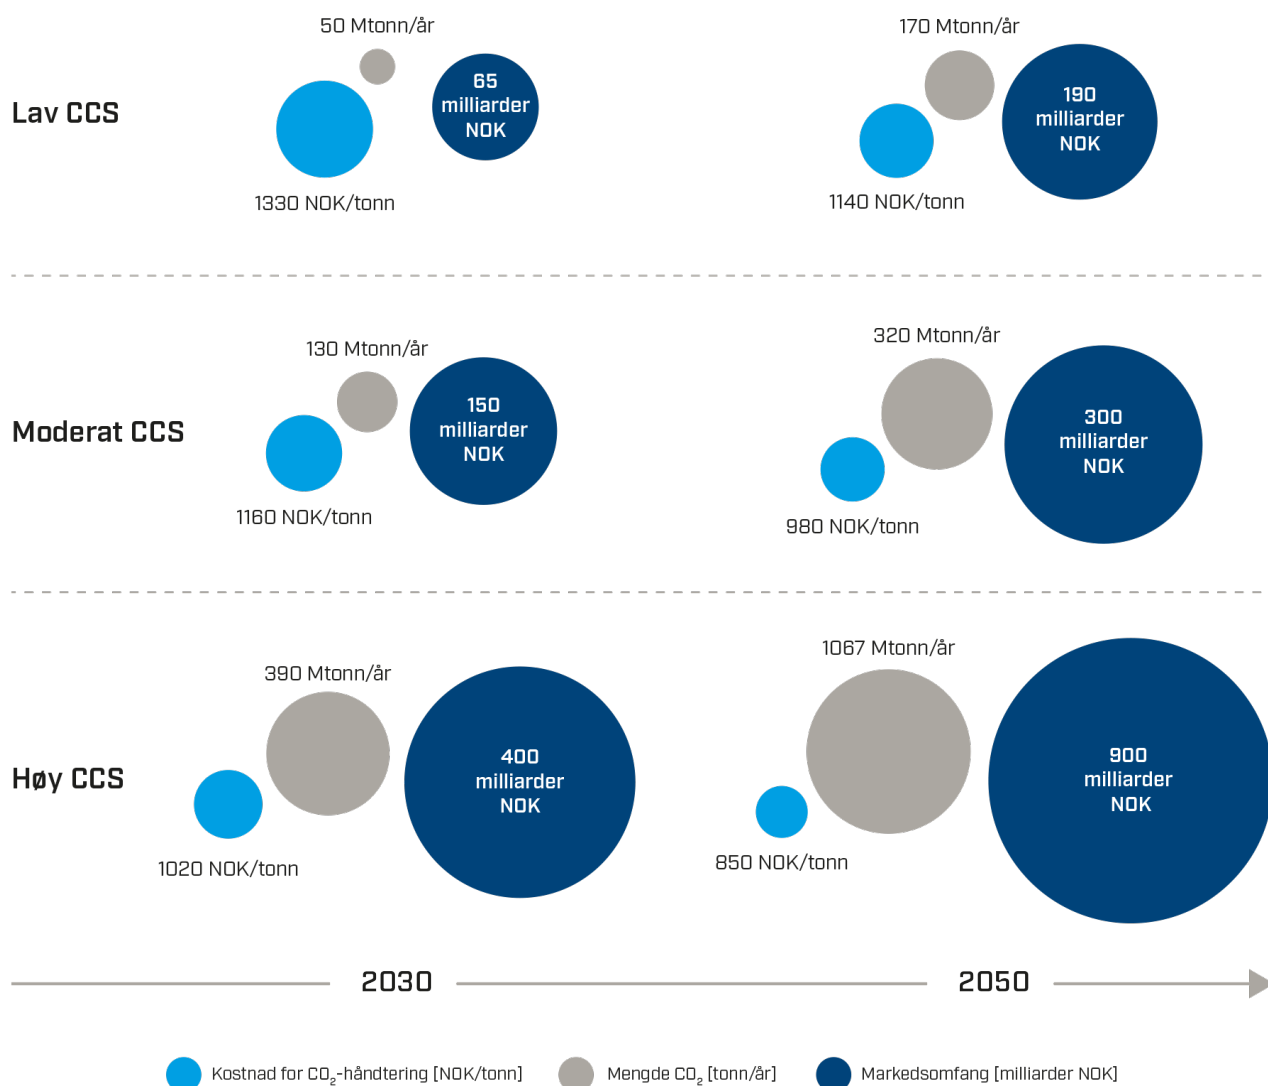 50 Mtonn/år
170 Mtonn/år
Lav CCS
65
milliarder
NOK
190
milliarder
NOK
1330 NOK/tonn
1140 NOK/tonn
130 Mtonn/år
320 Mtonn/år
Moderat CCS
150
milliarder
NOK
300
milliarder
NOK
1160 NOK/tonn
980 NOK/tonn
390 Mtonn/år
1067 Mtonn/år
Høy CCS
400
milliarder
NOK
900
milliarder
NOK
1020 NOK/tonn
850 NOK/tonn
2030
2050
Kostnad for CO₂-håndtering [NOK/tonn]
Mengde CO₂ [tonn/år]
Markedsomfang [milliarder NOK]